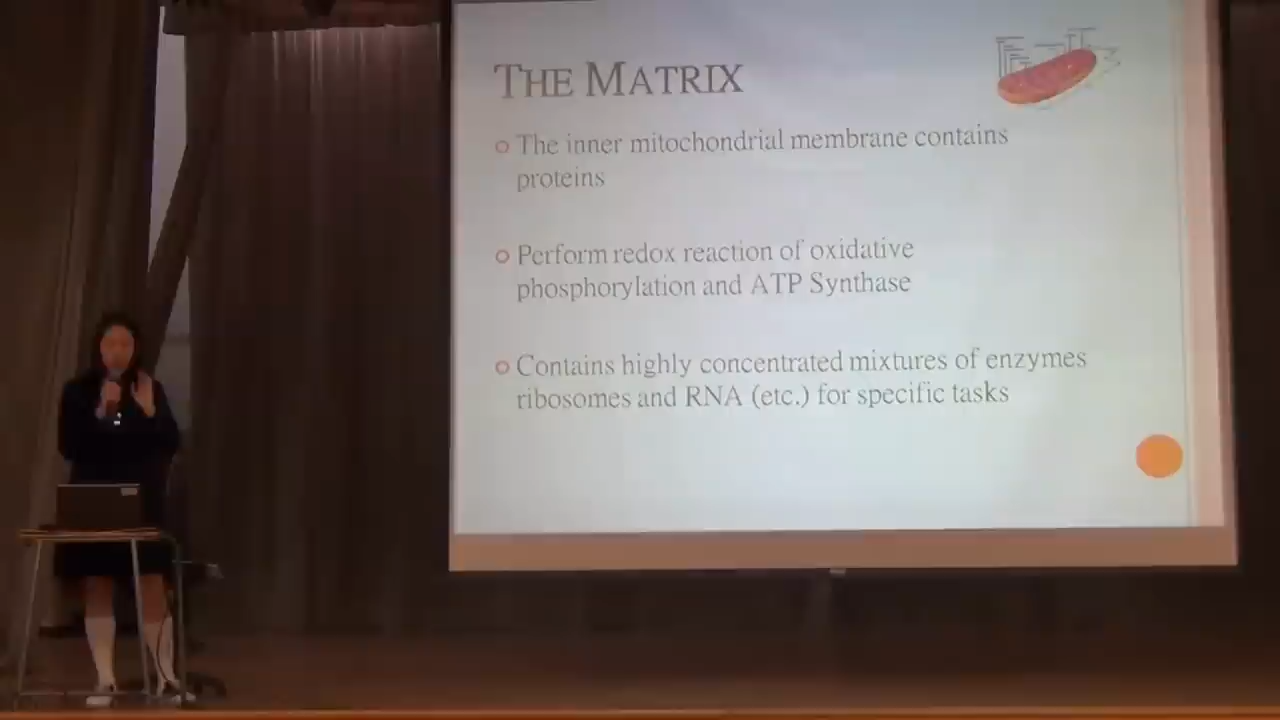 THE MATRIX
The inner mitochondrial membrane contains
proteins
Perform redox reaction of oxidative
phosphorylation and ATP Synthase
Contains highly concentrated mixtures of enzymes
ribosomes and RNA (etc.) for specific tasks